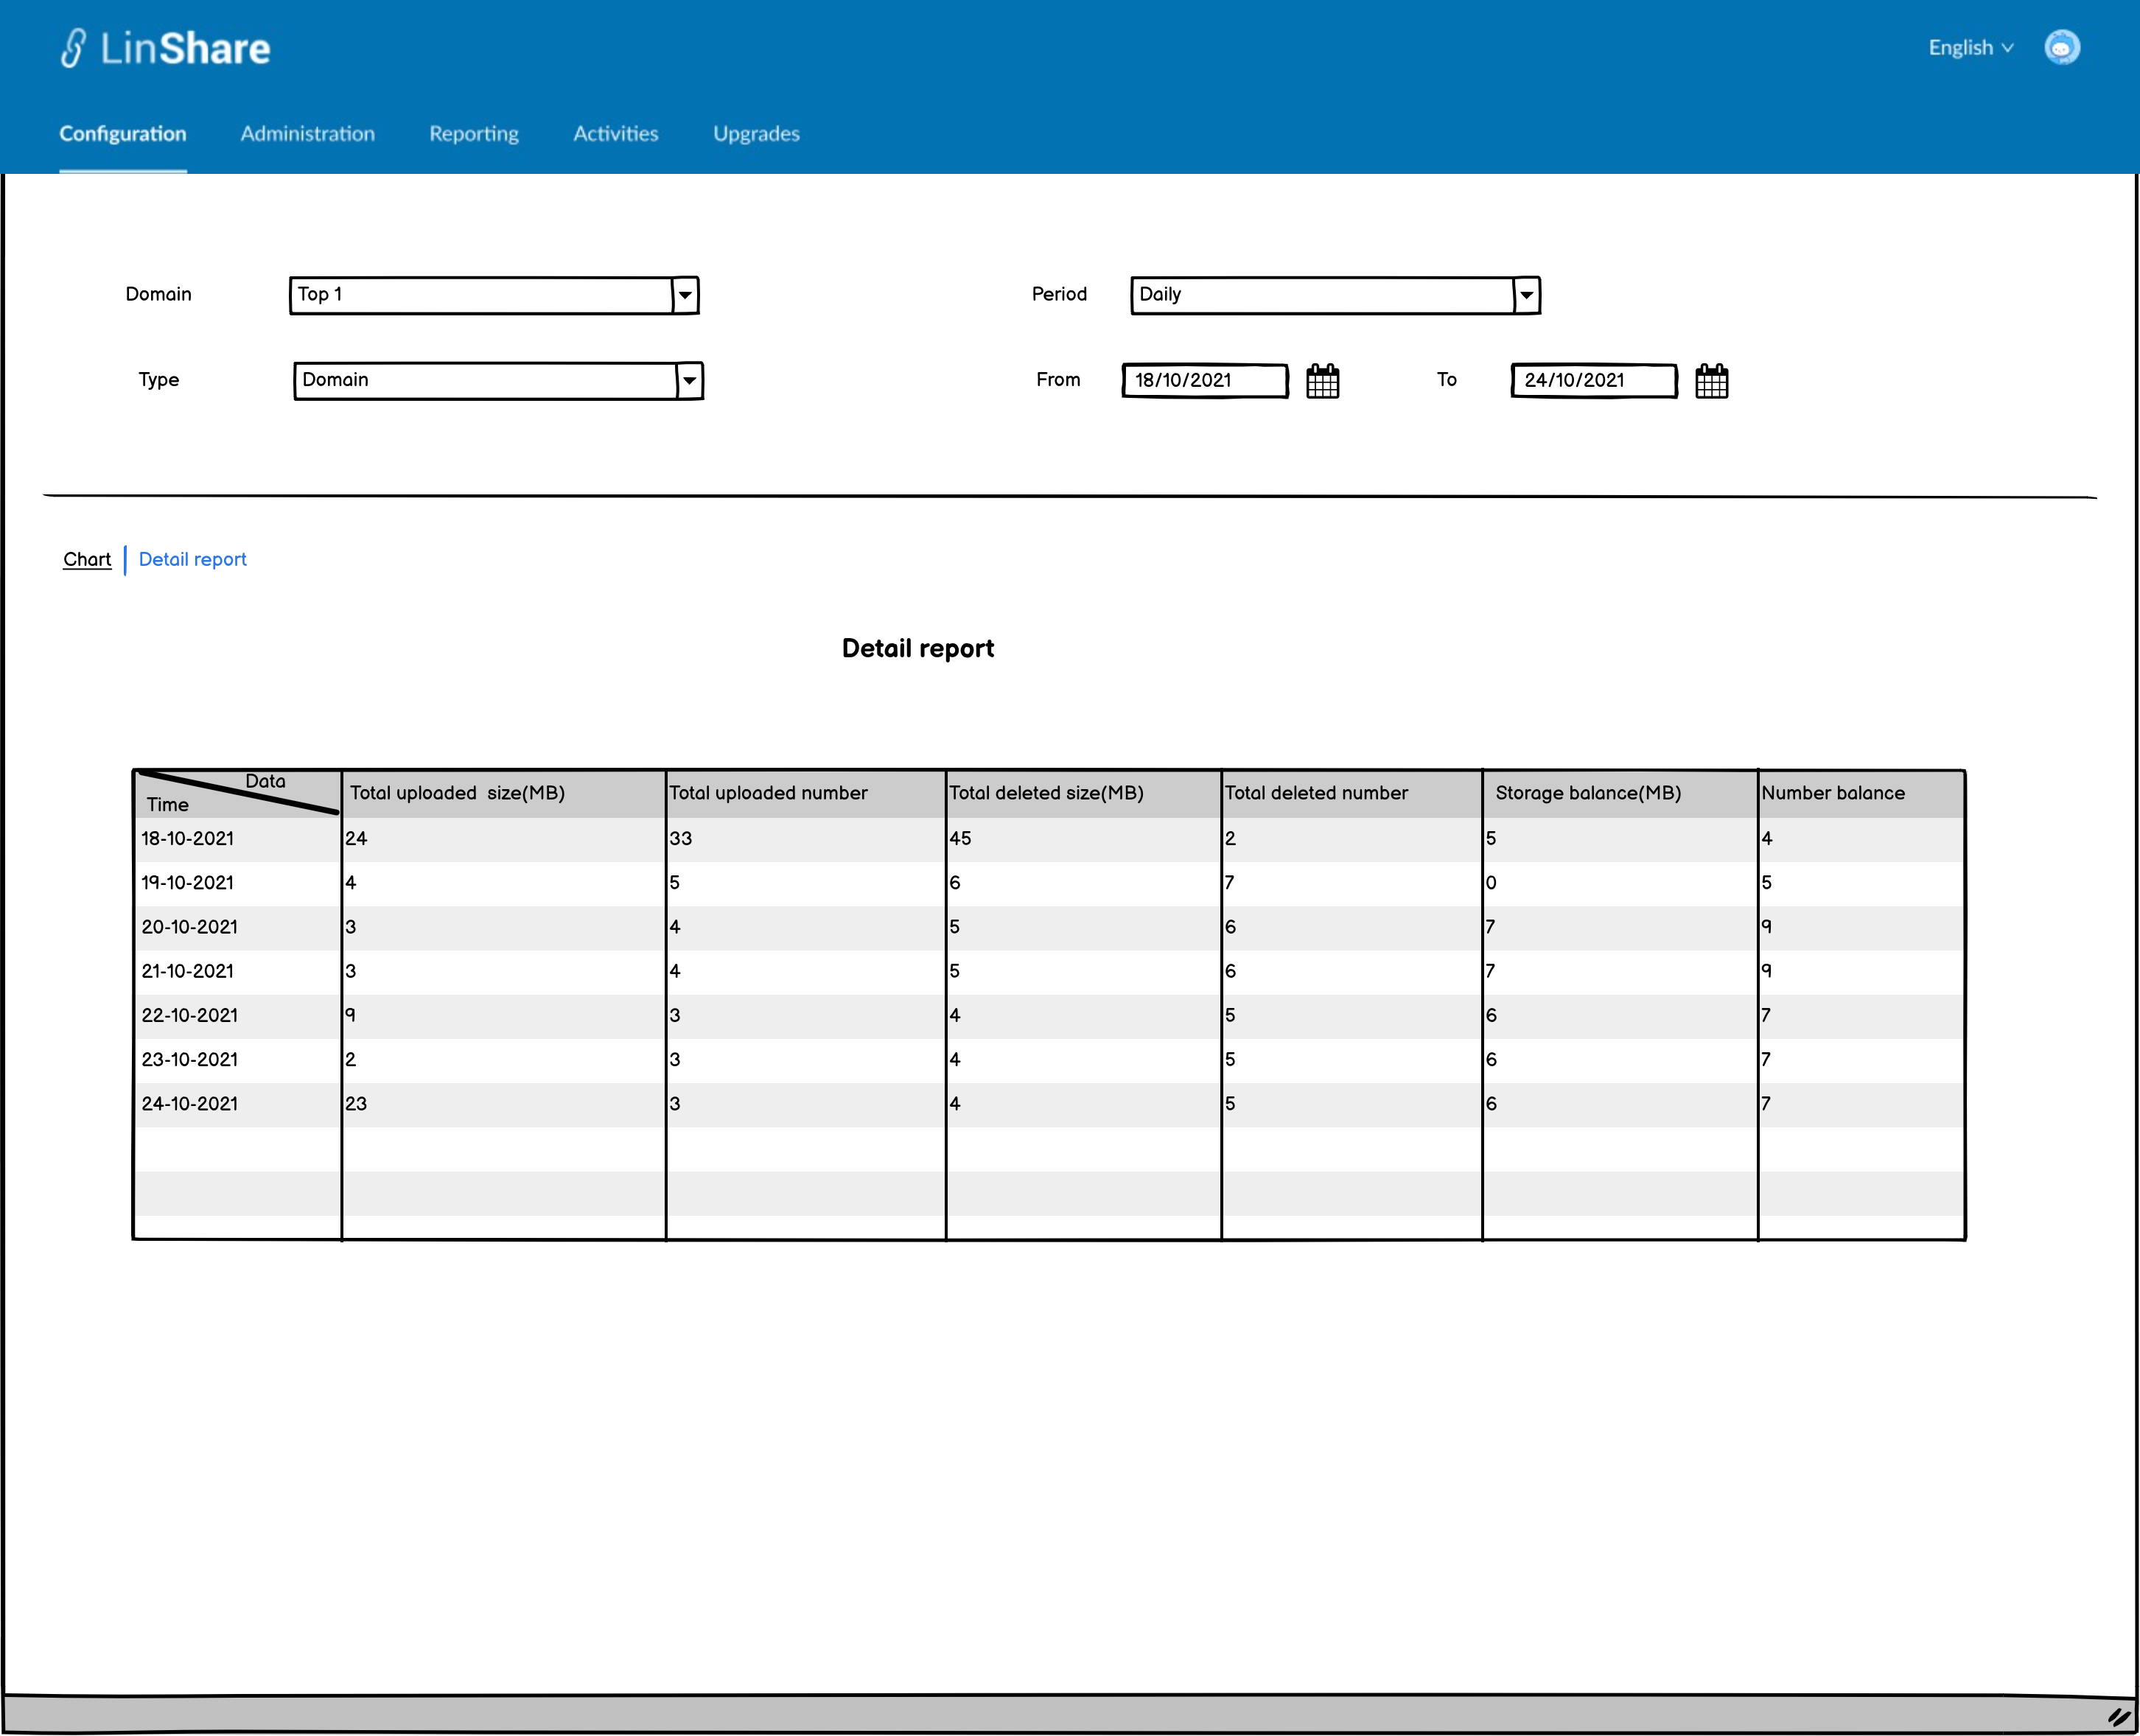 LinShare
English
Configuration Administration Reporting Activities Upgrades
Domain Top 1 Period Daily
Type Domain From 18/10/2021 To 24/10/2021
Chart Detail report
Detail report
Data
Time Total uploaded size(MB) Total uploaded number Total deleted size(MB) Total deleted number Storage balance(MB) Number balance
18-10-2021 24 33 45 2 5 4
19-10-2021 4 5 6 7 0 5
20-10-2021 3 4 5 6 7 9
21-10-2021 3 4 5 6 7 9
22-10-2021 9 3 4 5 6 7
23-10-2021 2 3 4 5 6 7
24-10-2021 23 3 4 5 6 7